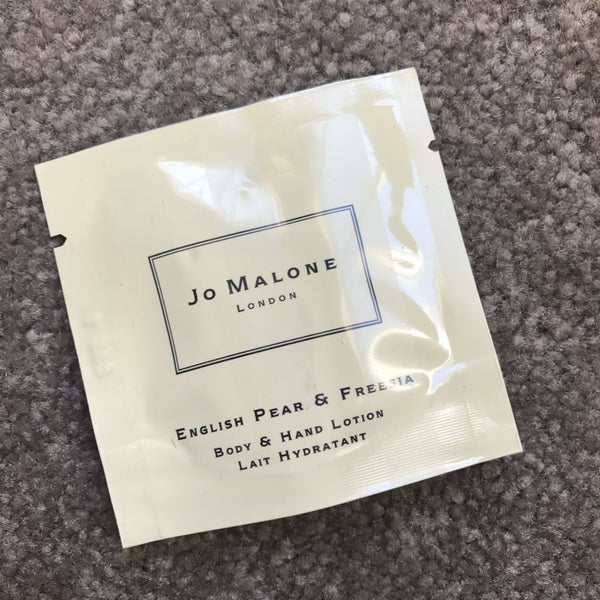 Jo Malone
London
English Pear & Freesia
Body & Hand Lotion
Lait Hydratant